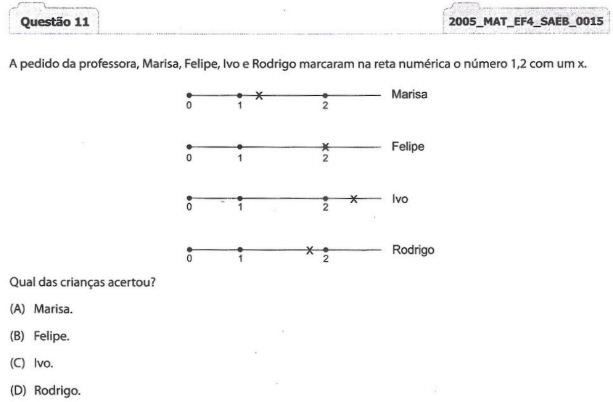 Questão 11
2005_MAT_EF4_SAEB_0015
A pedido da professora, Marisa, Felipe, Ivo e Rodrigo marcaram na reta numérica o número 1,2 com um x.
x Marisa
0 1 2
x Felipe
0 1 2
x Ivo
0 1 2
x Rodrigo
0 1 2
Qual das crianças acertou?
(A) Marisa.
(B) Felipe.
(C) Ivo.
(D) Rodrigo.